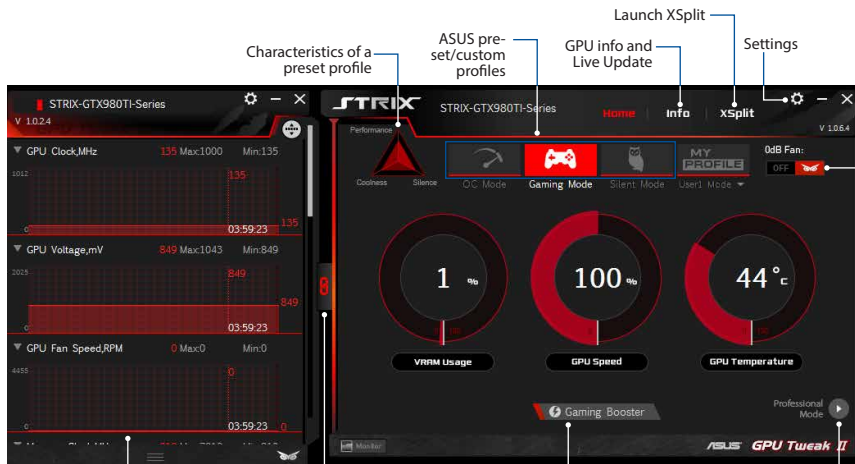 Launch XSplit
Characteristics of a
preset profile
ASUS pre-
set/custom
profiles
GPU info and
Live Update
Settings
STRIX-GTX980TI-Series
V 1.0.2.4
GPU Clock,MHz 135 Max:1000 Min:135
1012
135
135
0
03:59:23
GPU Voltage,mV 849 Max:1043 Min:849
2025
849
849
0
03:59:23
GPU Fan Speed,RPM 0 Max:0 Min:0
4455
0
0
03:59:23 0
STRIX
STRIX-GTX980TI-Series
Home Info XSplit
V 1.0.6.4
Performance
Coolness Silence
OC Mode
Gaming Mode
Silent Mode
MY
PROFILE
User1 Mode
0dB Fan:
OFF
1 %
VRAM Usage
100 %
GPU Speed
44°c
GPU Temperature
Gaming Booster
Professional
Mode
Monitor
ASUS GPU Tweak II